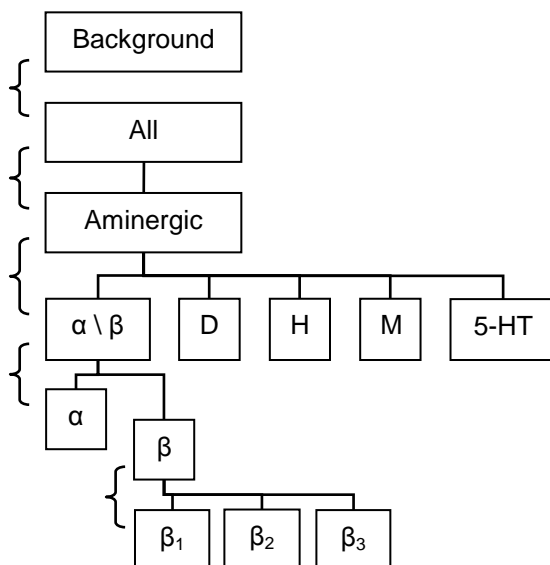 Background
All
Aminergic
α \ β D H M 5-HT
α
β
β₁ β₂ β₃